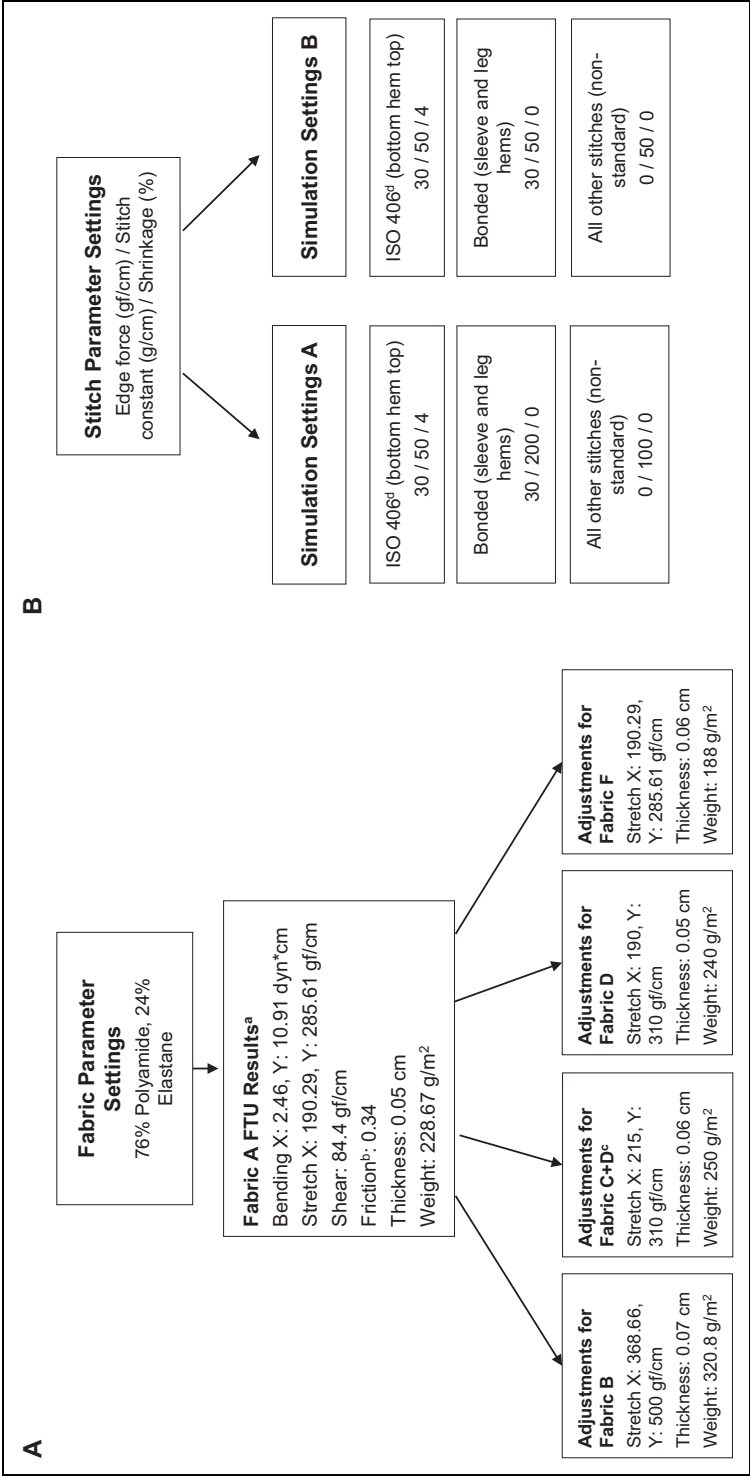 A
Fabric Parameter
Settings
76% Polyamide, 24%
Elastane
Fabric A FTU Resultsᵃ
Bending X: 2.46, Y: 10.91 dyn*cm
Stretch X: 190.29, Y: 285.61 gf/cm
Shear: 84.4 gf/cm
Frictionᵇ: 0.34
Thickness: 0.05 cm
Weight: 228.67 g/m²
Adjustments for
Fabric B
Stretch X: 368.66,
Y: 500 gf/cm
Thickness: 0.07 cm
Weight: 320.8 g/m²
Adjustments for
Fabric C+Dᶜ
Stretch X: 215, Y:
310 gf/cm
Thickness: 0.06 cm
Weight: 250 g/m²
Adjustments for
Fabric D
Stretch X: 190, Y:
310 gf/cm
Thickness: 0.05 cm
Weight: 240 g/m²
Adjustments for
Fabric F
Stretch X: 190.29,
Y: 285.61 gf/cm
Thickness: 0.06 cm
Weight: 188 g/m²
B
Stitch Parameter Settings
Edge force (gf/cm) / Stitch
constant (g/cm) / Shrinkage (%)
Simulation Settings A
ISO 406ᵈ (bottom hem top)
30 / 50 / 4
Bonded (sleeve and leg
hems)
30 / 200 / 0
All other stitches (non-
standard)
0 / 100 / 0
Simulation Settings B
ISO 406ᵈ (bottom hem top)
30 / 50 / 4
Bonded (sleeve and leg
hems)
30 / 50 / 0
All other stitches (non-
standard)
0 / 50 / 0